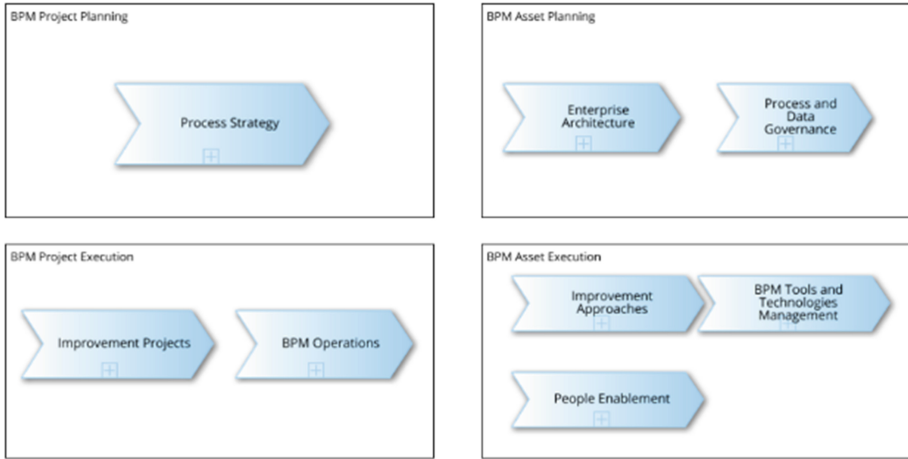 BPM Project Planning
Process Strategy
BPM Asset Planning
Enterprise
Architecture
Process and
Data
Governance
BPM Project Execution
Improvement Projects
BPM Operations
BPM Asset Execution
Improvement
Approaches
BPM Tools and
Technologies
Management
People Enablement